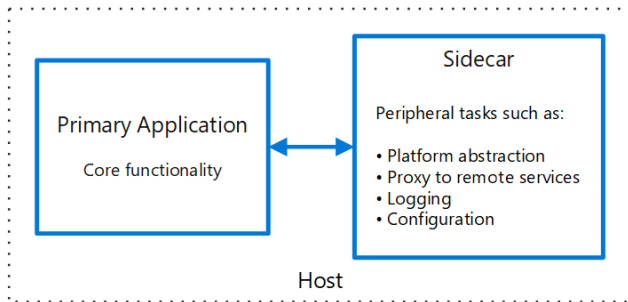 Primary Application
Core functionality
Sidecar
Peripheral tasks such as:
• Platform abstraction
• Proxy to remote services
• Logging
• Configuration
Host